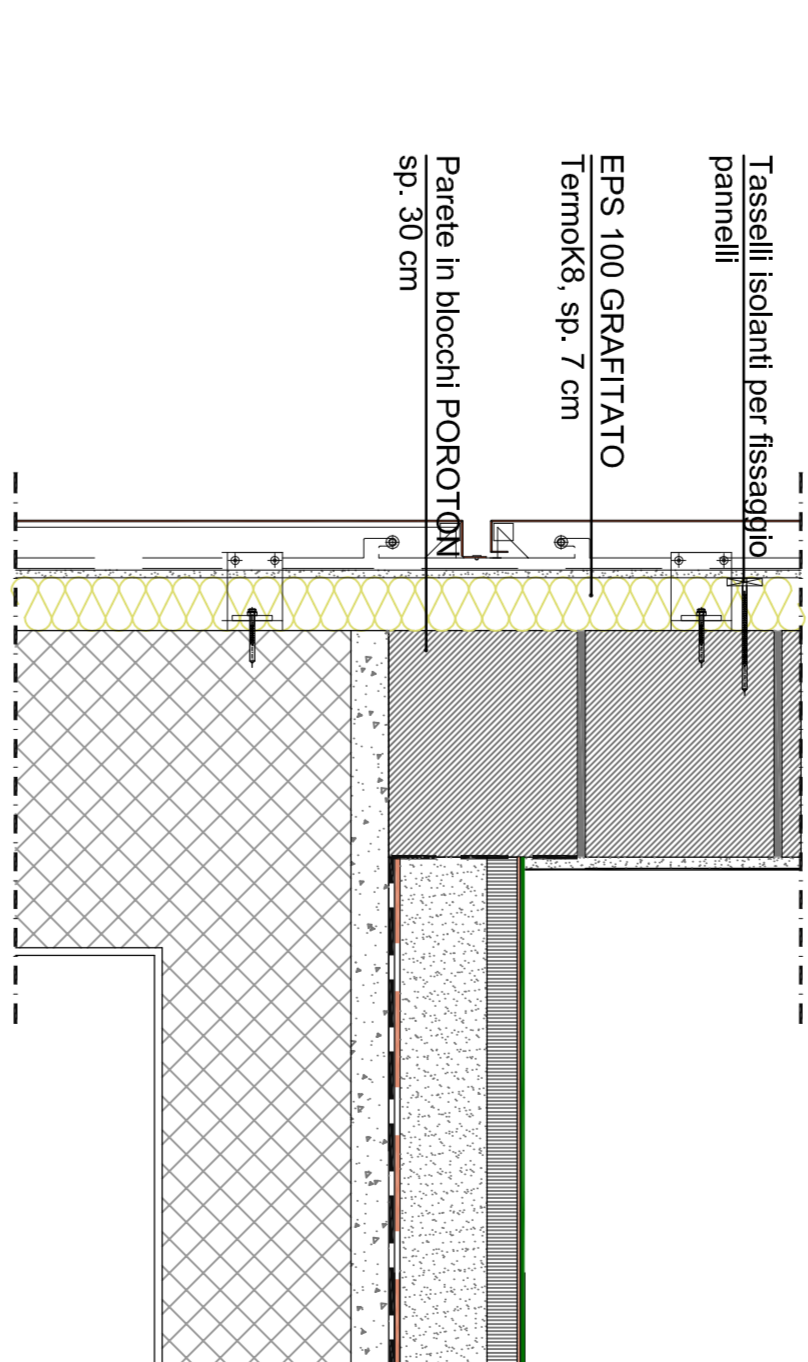 Tasselli isolanti per fissaggio
pannelli
EPS 100 GRAFITATO
TermoK8, sp. 7 cm
Parete in blocchi POROTON
sp. 30 cm